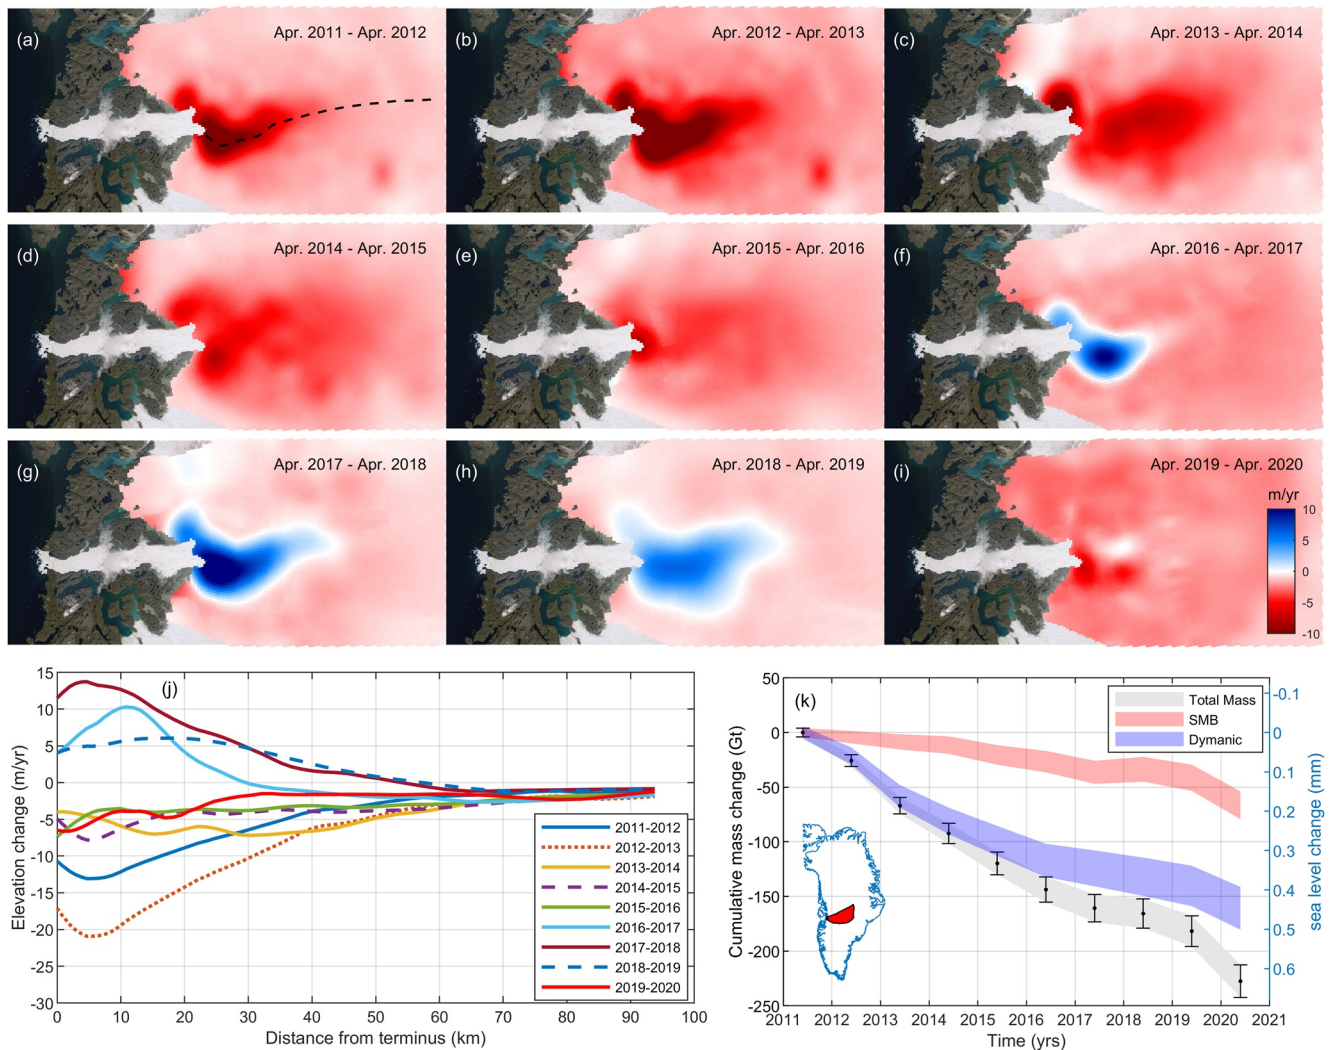 (a) Apr. 2011 - Apr. 2012
(b) Apr. 2012 - Apr. 2013
(c) Apr. 2013 - Apr. 2014
(d) Apr. 2014 - Apr. 2015
(e) Apr. 2015 - Apr. 2016
(f) Apr. 2016 - Apr. 2017
(g) Apr. 2017 - Apr. 2018
(h) Apr. 2018 - Apr. 2019
(i) Apr. 2019 - Apr. 2020
m/yr
10
5
0
-5
-10
(j)
Elevation change (m/yr)
15
10
5
0
-5
-10
-15
-20
-25
-30
0 10 20 30 40 50 60 70 80 90 100
Distance from terminus (km)
2011-2012
2012-2013
2013-2014
2014-2015
2015-2016
2016-2017
2017-2018
2018-2019
2019-2020
(k)
Cumulative mass change (Gt)
50
0
-50
-100
-150
-200
-250
2011 2012 2013 2014 2015 2016 2017 2018 2019 2020 2021
Time (yrs)
Total Mass
SMB
Dymanic
-0.1
0
0.1
0.2
0.3
0.4
0.5
0.6
sea level change (mm)